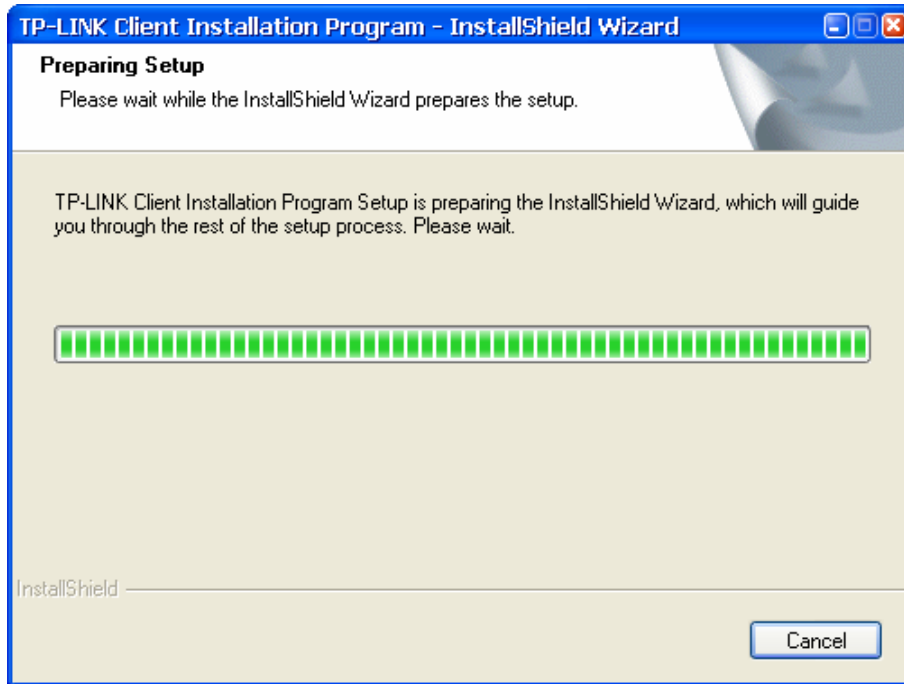 TP-LINK Client Installation Program - InstallShield Wizard
Preparing Setup
Please wait while the InstallShield Wizard prepares the setup.
TP-LINK Client Installation Program Setup is preparing the InstallShield Wizard, which will guide
you through the rest of the setup process. Please wait.
InstallShield
Cancel